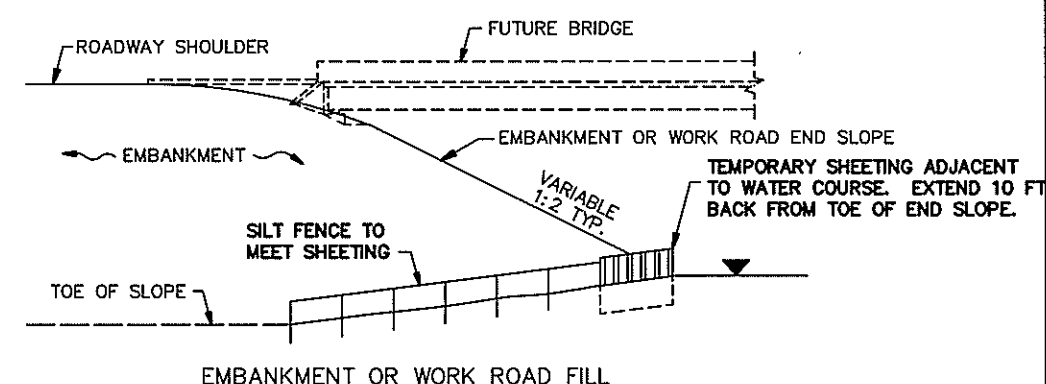 FUTURE BRIDGE
ROADWAY SHOULDER
EMBANKMENT OR WORK ROAD END SLOPE
EMBANKMENT
TEMPORARY SHEETING ADJACENT
TO WATER COURSE. EXTEND 10 FT
BACK FROM TOE OF END SLOPE.
VARIABLE
1:2 TYP.
SILT FENCE TO
MEET SHEETING
TOE OF SLOPE
EMBANKMENT OR WORK ROAD FILL